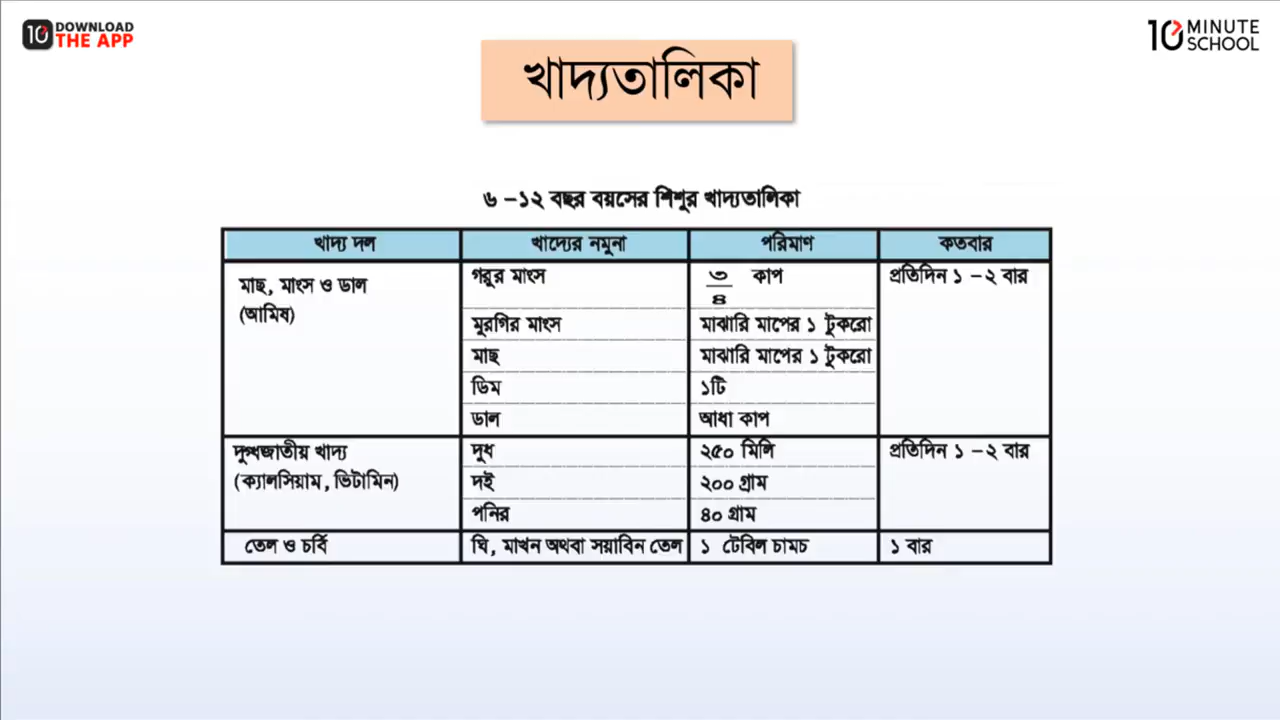 DOWNLOAD
THE APP
10 MINUTE
SCHOOL
খাদ্যতালিকা
৬ –১২ বছর বয়সের শিশুর খাদ্যতালিকা
খাদ্য দল খাদ্যের নমুনা পরিমাণ কতবার
মাছ, মাংস ও ডাল (আমিষ) গরুর মাংস ৩/৪ কাপ প্রতিদিন ১ –২ বার
মুরগির মাংস মাঝারি মাপের ১ টুকরো
মাছ মাঝারি মাপের ১ টুকরো
ডিম ১টি
ডাল আধা কাপ
দুগ্ধজাতীয় খাদ্য দুধ ২৫০ মিলি প্রতিদিন ১ –২ বার
(ক্যালসিয়াম, ভিটামিন) দই ২০০ গ্রাম
পনির ৪০ গ্রাম
তেল ও চর্বি ঘি, মাখন অথবা সয়াবিন তেল ১ টেবিল চামচ ১ বার